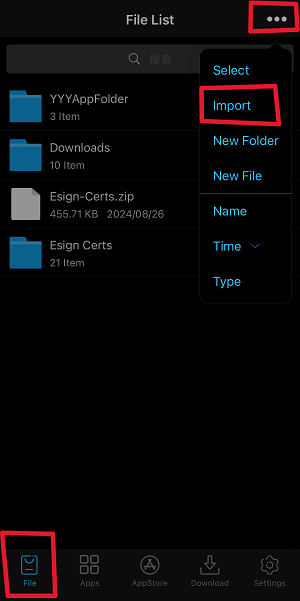 File List
搜索
Select
Import
New Folder
New File
Name
Time
Type
YYYAppFolder
3 Item
Downloads
10 Item
Esign-Certs.zip
455.71 KB 2024/08/26
Esign Certs
21 Item
File
Apps
AppStore
Download
Settings